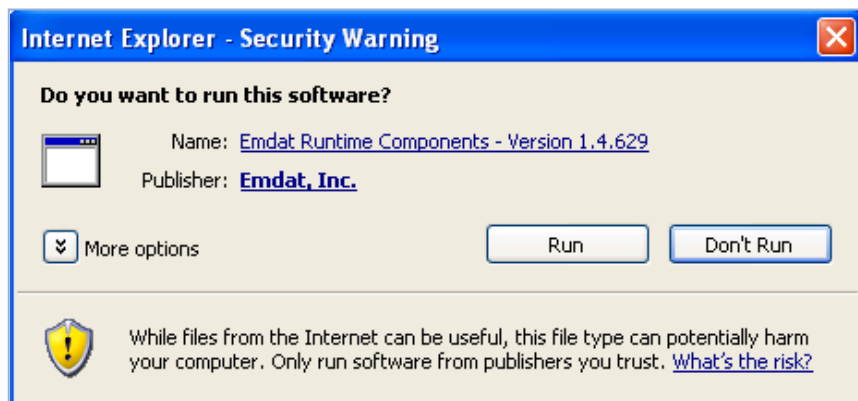 Internet Explorer - Security Warning
Do you want to run this software?
Name: Emdat Runtime Components - Version 1.4.629
Publisher: Emdat, Inc.
More options Run Don't Run
While files from the Internet can be useful, this file type can potentially harm
your computer. Only run software from publishers you trust. What's the risk?